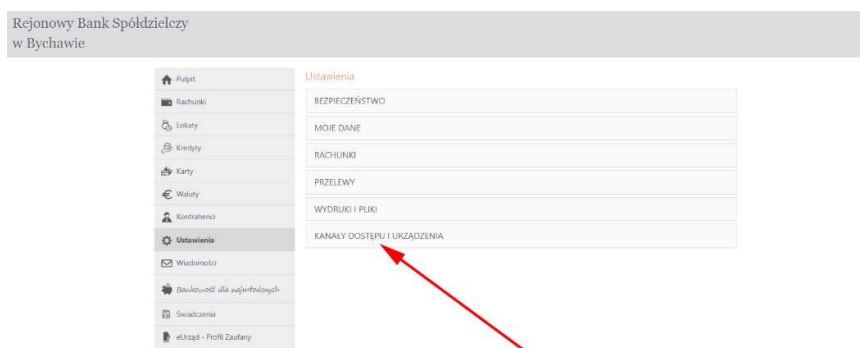 Rejonowy Bank Spółdzielczy
w Bychawie
Pulpit
Rachunki
Lokaty
Kredyty
Karty
Waluty
Kontrahenci
Ustawienia
Wiadomości
Bankowość dla najmłodszych
Świadczenia
eUrząd - Profil Zaufany
Ustawienia
BEZPIECZEŃSTWO
MOJE DANE
RACHUNKI
PRZELEWY
WYDRUKI I PLIKI
KANAŁY DOSTĘPU I URZĄDZENIA